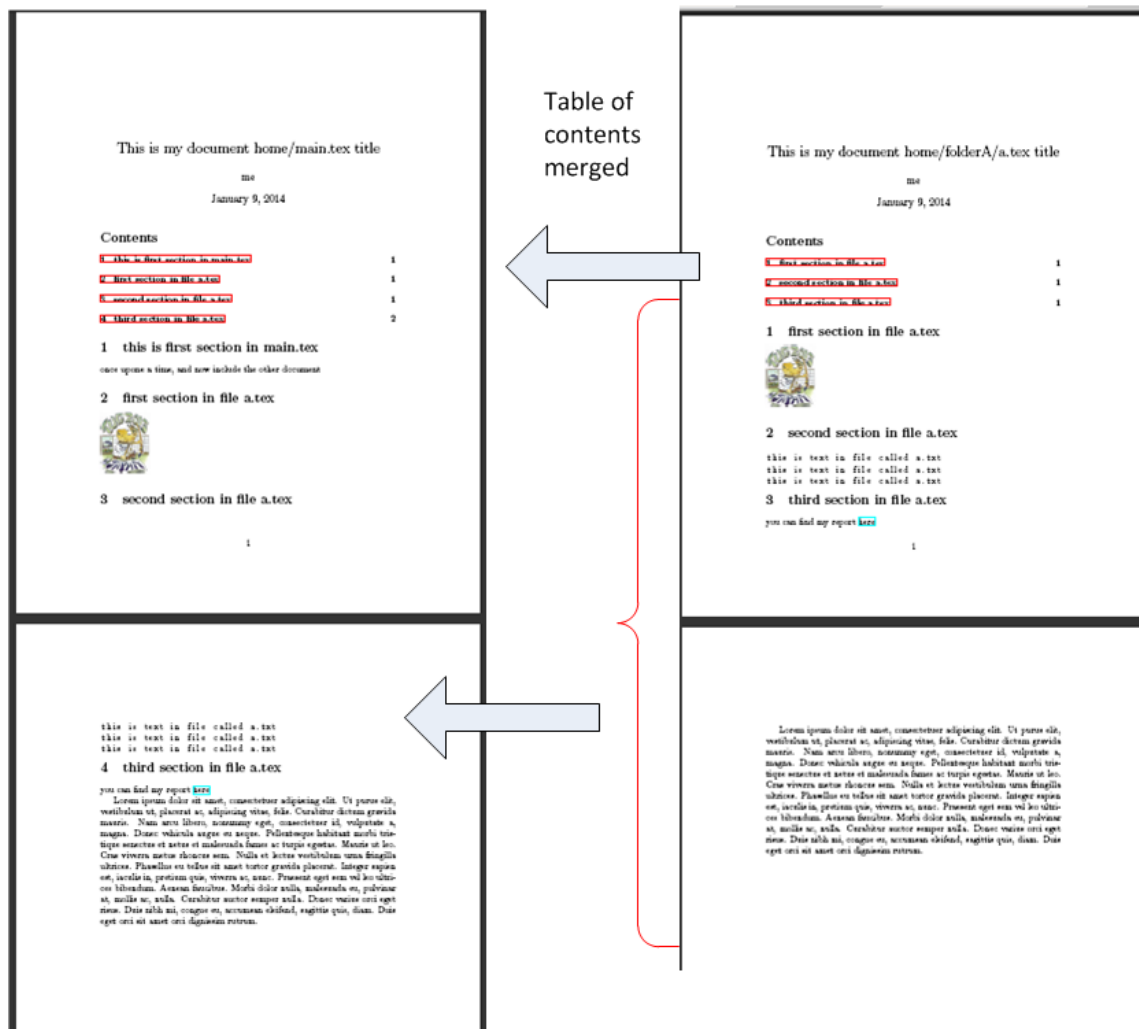 This is my document home/main.tex title
me
January 9, 2014
Contents
1 this is first section in main.tex 1
2 first section in file a.tex 1
3 second section in file a.tex 1
4 third section in file a.tex 2
1 this is first section in main.tex
once upone a time, and now include the other document
2 first section in file a.tex
3 second section in file a.tex
1
this is text in file called a.txt
this is text in file called a.txt
this is text in file called a.txt
4 third section in file a.tex
you can find my report here
Lorem ipsum dolor sit amet, consectetuer adipiscing elit. Ut purus elit,
vestibulum ut, placerat ac, adipiscing vitae, felis. Curabitur dictum gravida
mauris. Nam arcu libero, nonummy eget, consectetuer id, vulputate a,
magna. Donec vehicula augue eu neque. Pellentesque habitant morbi tris-
tique senectus et netus et malesuada fames ac turpis egestas. Mauris ut leo.
Cras viverra metus rhoncus sem. Nulla et lectus vestibulum urna fringilla
ultrices. Phasellus eu tellus sit amet tortor gravida placerat. Integer sapien
est, iaculis in, pretium quis, viverra ac, nunc. Praesent eget sem vel leo ultri-
ces bibendum. Aenean faucibus. Morbi dolor nulla, malesuada eu, pulvinar
at, mollis ac, nulla. Curabitur auctor semper nulla. Donec varius orci eget
risus. Duis nibh mi, congue eu, accumsan eleifend, sagittis quis, diam. Duis
eget orci sit amet orci dignissim rutrum.
Table of
contents
merged
This is my document home/folderA/a.tex title
me
January 9, 2014
Contents
1 first section in file a.tex 1
2 second section in file a.tex 1
3 third section in file a.tex 1
1 first section in file a.tex
2 second section in file a.tex
this is text in file called a.txt
this is text in file called a.txt
this is text in file called a.txt
3 third section in file a.tex
you can find my report here
1
Lorem ipsum dolor sit amet, consectetuer adipiscing elit. Ut purus elit,
vestibulum ut, placerat ac, adipiscing vitae, felis. Curabitur dictum gravida
mauris. Nam arcu libero, nonummy eget, consectetuer id, vulputate a,
magna. Donec vehicula augue eu neque. Pellentesque habitant morbi tris-
tique senectus et netus et malesuada fames ac turpis egestas. Mauris ut leo.
Cras viverra metus rhoncus sem. Nulla et lectus vestibulum urna fringilla
ultrices. Phasellus eu tellus sit amet tortor gravida placerat. Integer sapien
est, iaculis in, pretium quis, viverra ac, nunc. Praesent eget sem vel leo ultri-
ces bibendum. Aenean faucibus. Morbi dolor nulla, malesuada eu, pulvinar
at, mollis ac, nulla. Curabitur auctor semper nulla. Donec varius orci eget
risus. Duis nibh mi, congue eu, accumsan eleifend, sagittis quis, diam. Duis
eget orci sit amet orci dignissim rutrum.